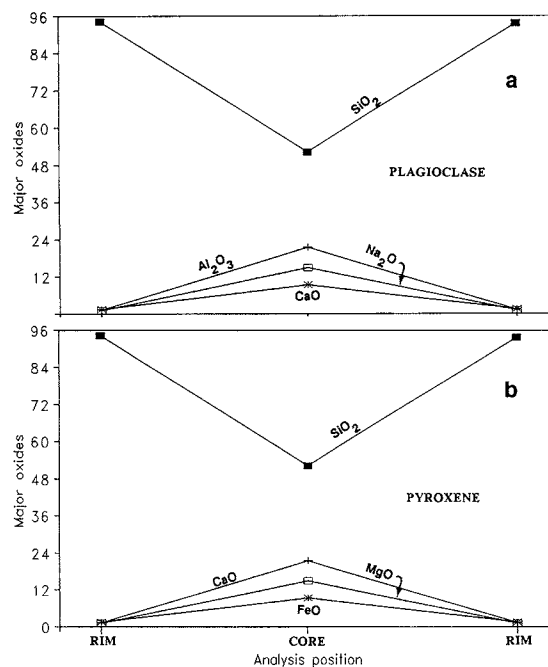 96
84
72
60
48
36
24
12
Major oxides
a
SiO₂
PLAGIOCLASE
Al₂O₃
Na₂O
CaO
96
84
72
60
48
36
24
12
0
Major oxides
b
SiO₂
PYROXENE
CaO
MgO
FeO
RIM CORE RIM
Analysis position